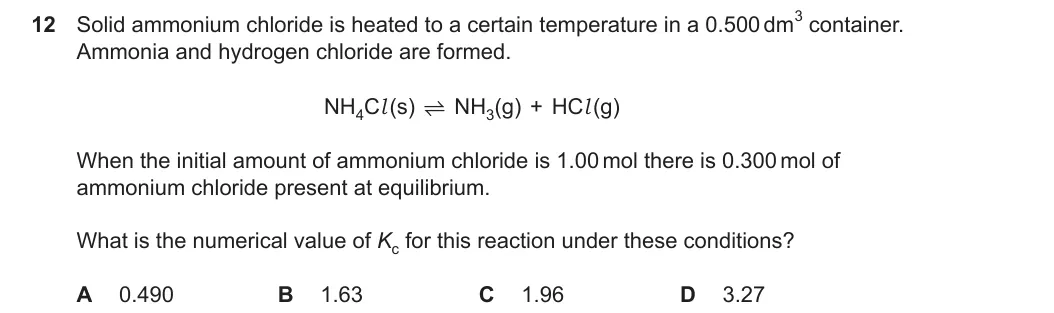 12 Solid ammonium chloride is heated to a certain temperature in a 0.500 dm³ container.
Ammonia and hydrogen chloride are formed.
NH₄Cl(s) ⇌ NH₃(g) + HCl(g)
When the initial amount of ammonium chloride is 1.00 mol there is 0.300 mol of
ammonium chloride present at equilibrium.
What is the numerical value of K꜀ for this reaction under these conditions?
A 0.490 B 1.63 C 1.96 D 3.27